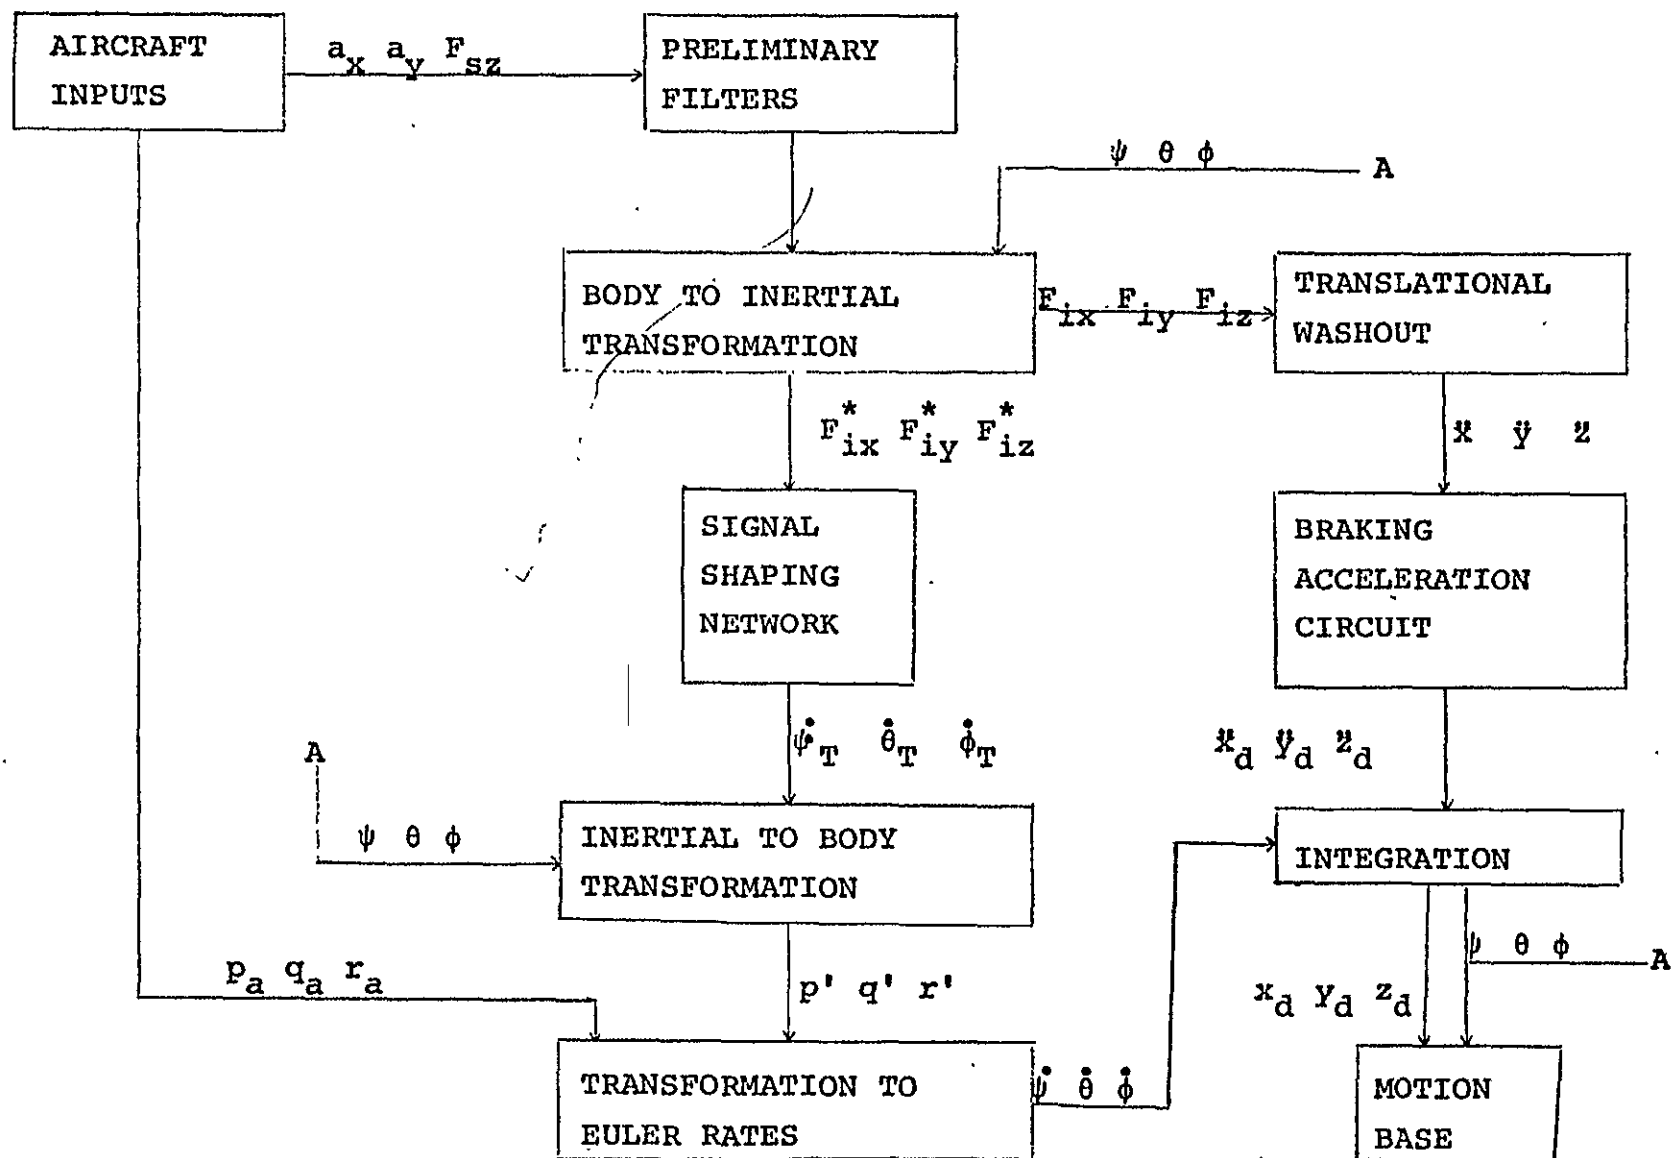 AIRCRAFT
INPUTS
a_x a_y F_sz
PRELIMINARY
FILTERS
ψ θ ϕ
A
BODY TO INERTIAL
TRANSFORMATION
F_ix F_iy F_iz
TRANSLATIONAL
WASHOUT
F*_ix F*_iy F*_iz
ẍ ÿ z̈
SIGNAL
SHAPING
NETWORK
BRAKING
ACCELERATION
CIRCUIT
ψ̇_T θ̇_T ϕ̇_T
ẍ_d ÿ_d z̈_d
A
ψ θ ϕ
INERTIAL TO BODY
TRANSFORMATION
INTEGRATION
p_a q_a r_a
p' q' r'
ψ θ ϕ
A
x_d y_d z_d
TRANSFORMATION TO
EULER RATES
ψ̇ θ̇ ϕ̇
MOTION
BASE